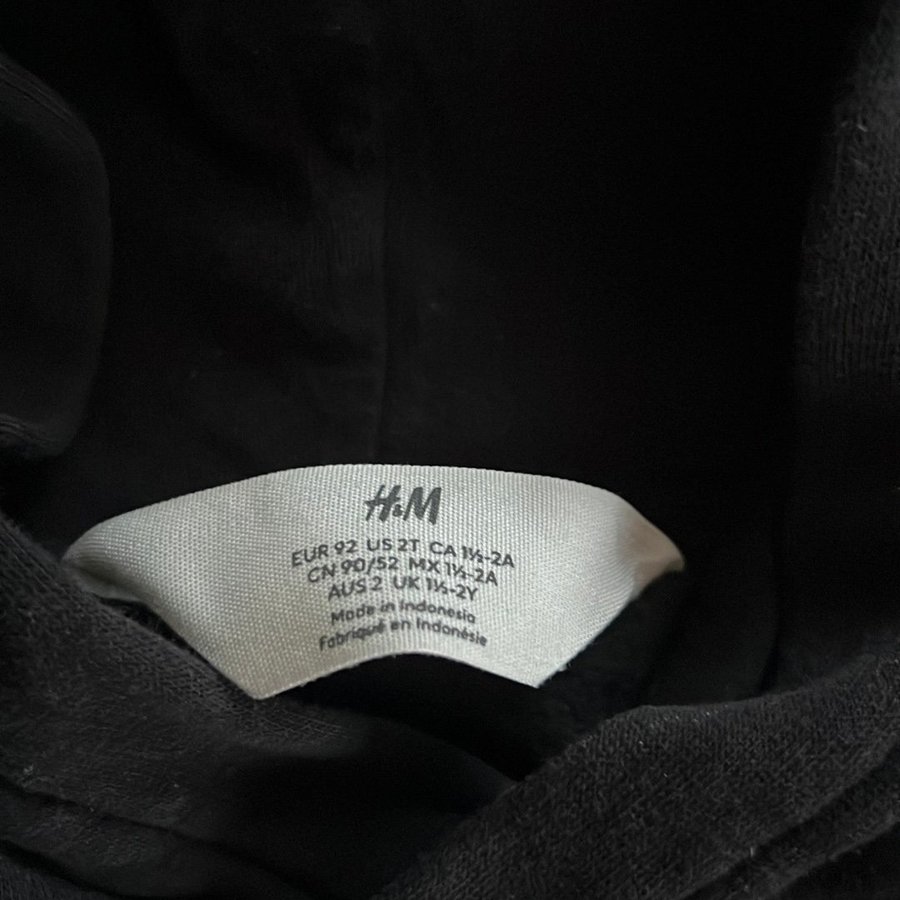 H&M
EUR 92 US 2T CA 1½-2A
CN 90/52 MX 1½-2A
AUS 2 UK 1½-2Y
Made in Indonesia
Fabriqué en Indonésie